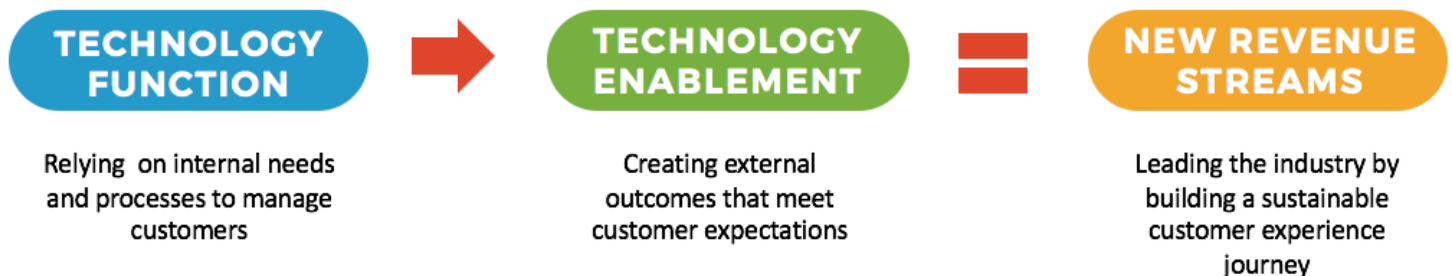 TECHNOLOGY
FUNCTION
Relying on internal needs
and processes to manage
customers
TECHNOLOGY
ENABLEMENT
Creating external
outcomes that meet
customer expectations
NEW REVENUE
STREAMS
Leading the industry by
building a sustainable
customer experience
journey